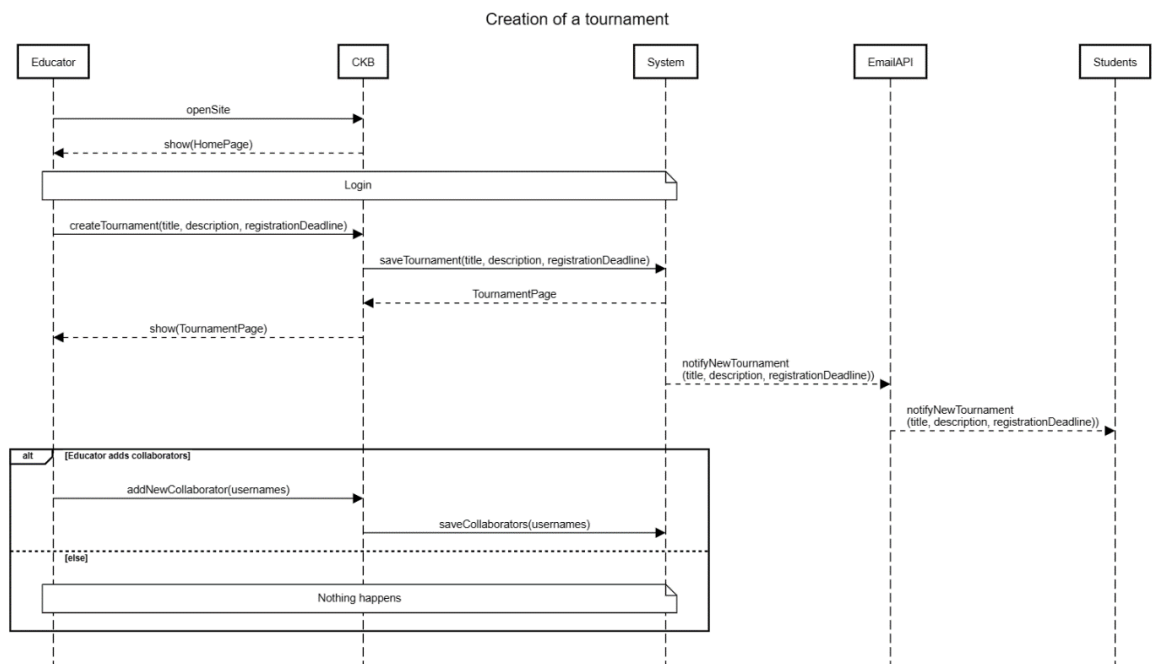 Creation of a tournament
Educator
CKB
System
EmailAPI
Students
openSite
show(HomePage)
Login
createTournament(title, description, registrationDeadline)
saveTournament(title, description, registrationDeadline)
TournamentPage
show(TournamentPage)
notifyNewTournament
(title, description, registrationDeadline))
notifyNewTournament
(title, description, registrationDeadline))
alt
[Educator adds collaborators]
addNewCollaborator(usernames)
saveCollaborators(usernames)
[else]
Nothing happens